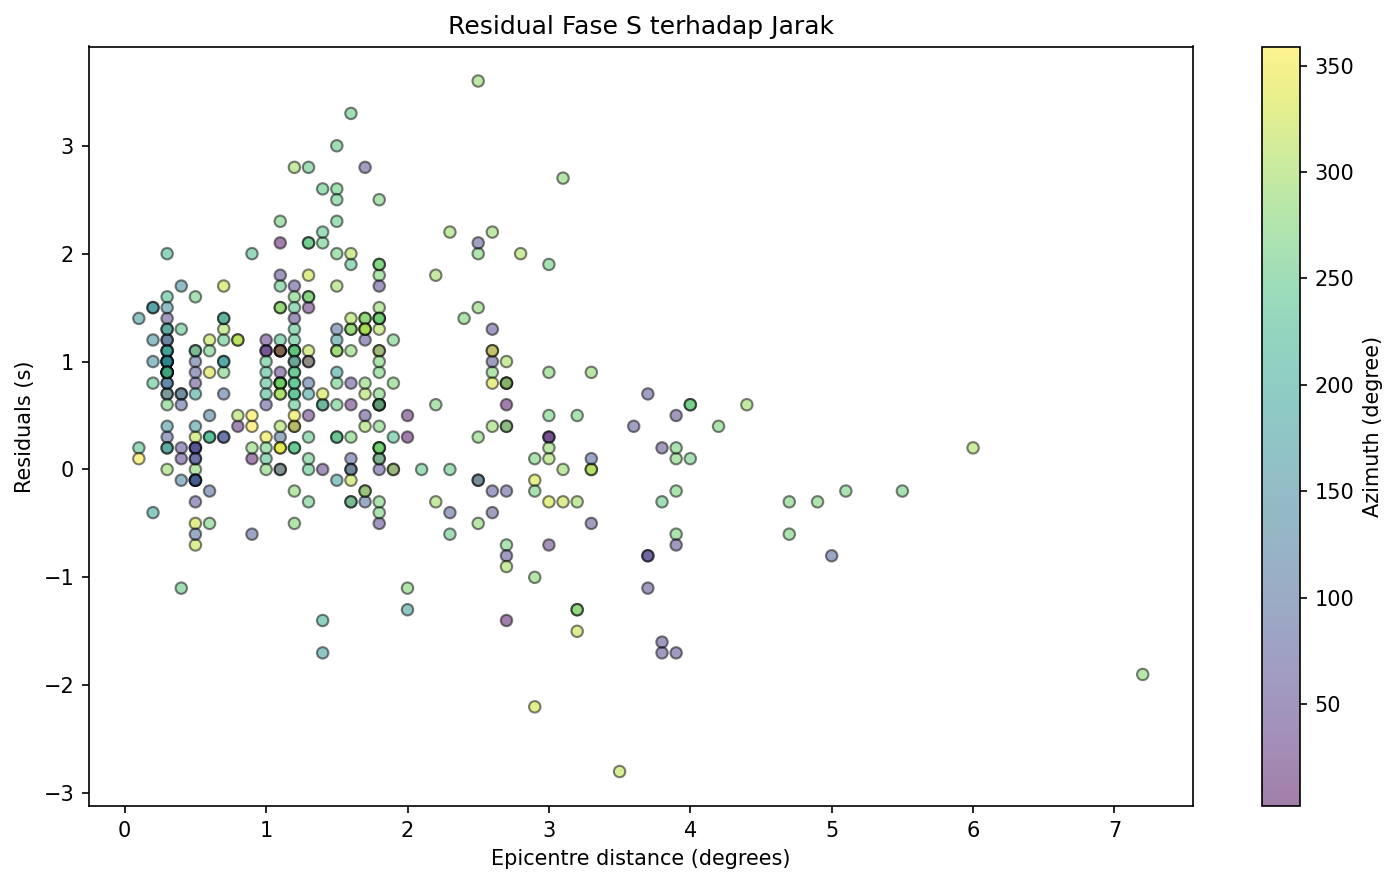 Residual Fase S terhadap Jarak
Residuals (s)
3
2
1
0
−1
−2
−3
0 1 2 3 4 5 6 7
Epicentre distance (degrees)
350
300
250
200
150
100
50
Azimuth (degree)